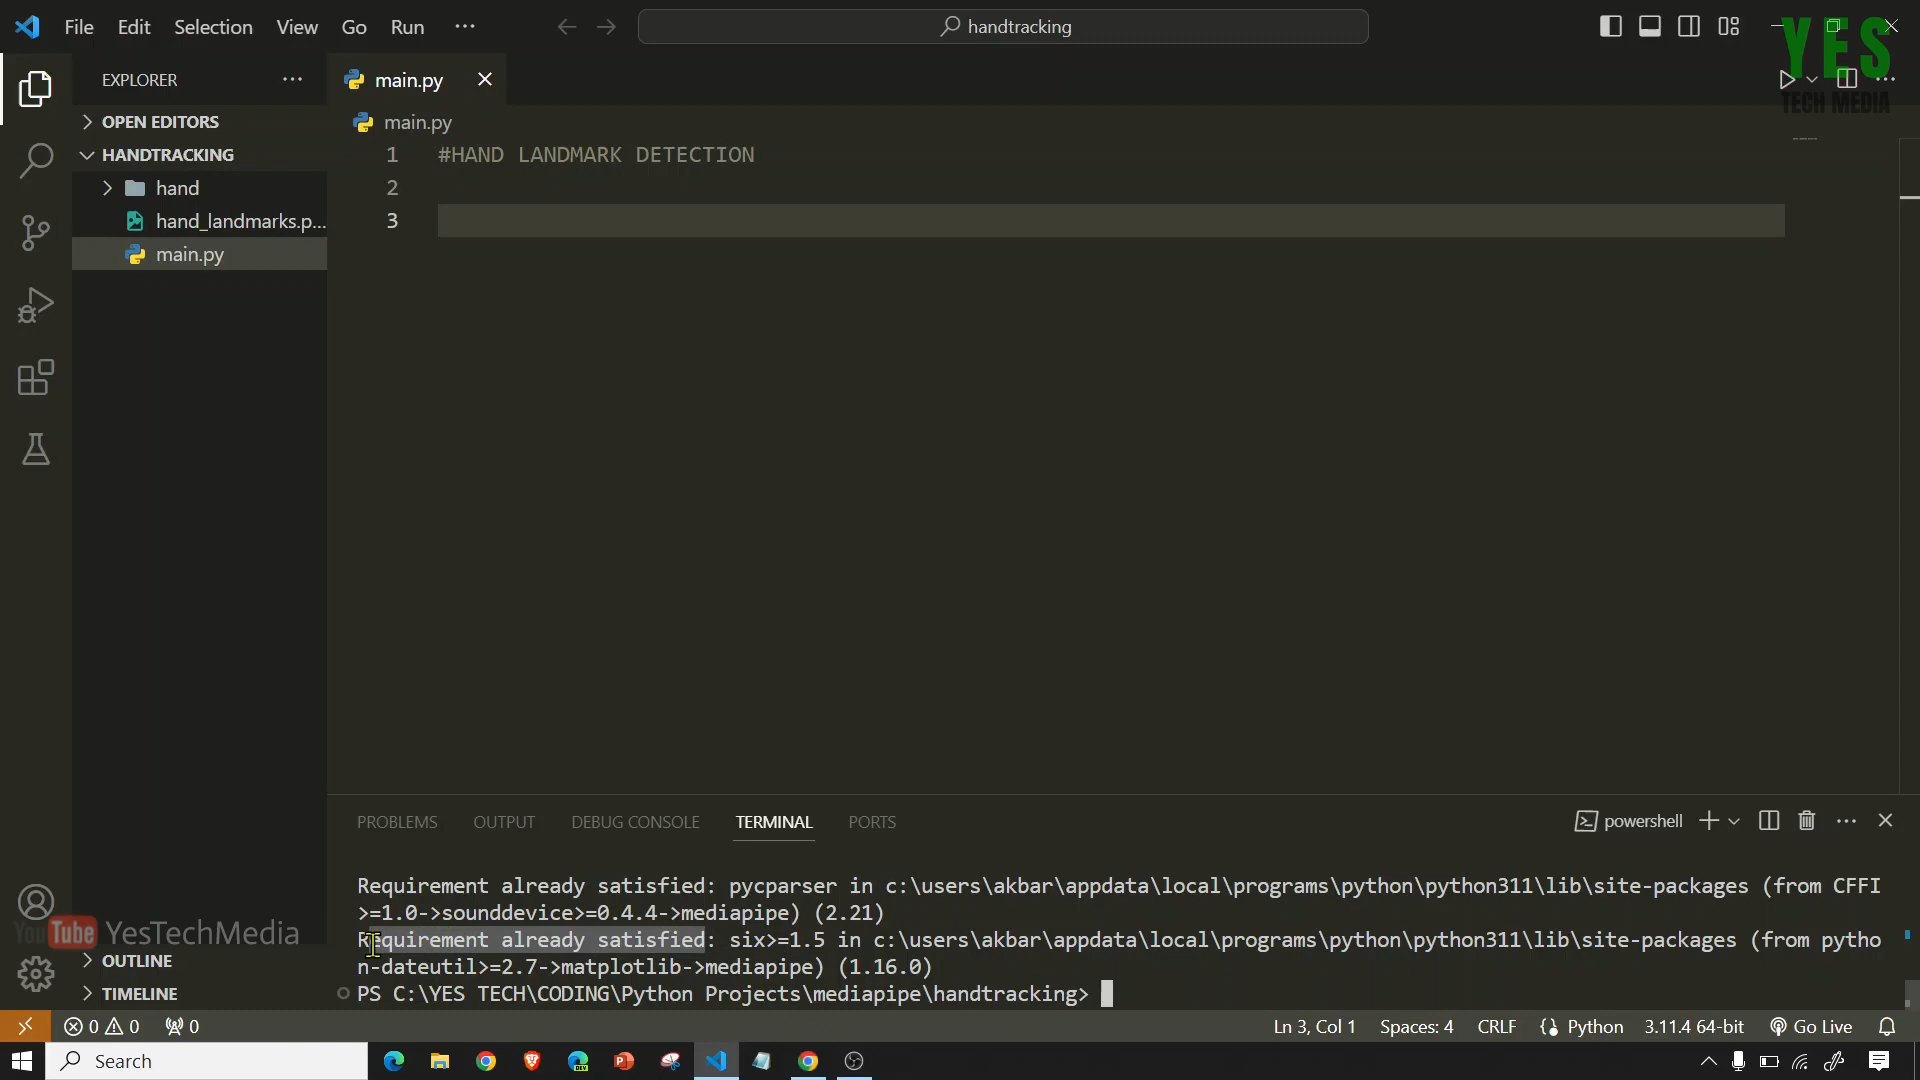 File Edit Selection View Go Run ··· handtracking YES
TECH MEDIA
EXPLORER ··· main.py
OPEN EDITORS main.py
HANDTRACKING
hand
hand_landmarks.p...
main.py
1 #HAND LANDMARK DETECTION
2
3
PROBLEMS OUTPUT DEBUG CONSOLE TERMINAL PORTS powershell
Requirement already satisfied: pycparser in c:\users\akbar\appdata\local\programs\python\python311\lib\site-packages (from CFFI
>=1.0->sounddevice>=0.4.4->mediapipe) (2.21)
Requirement already satisfied: six>=1.5 in c:\users\akbar\appdata\local\programs\python\python311\lib\site-packages (from pytho
n-dateutil>=2.7->matplotlib->mediapipe) (1.16.0)
PS C:\YES TECH\CODING\Python Projects\mediapipe\handtracking>
YouTube YesTechMedia
OUTLINE
TIMELINE
0 0 0 Ln 3, Col 1 Spaces: 4 CRLF Python 3.11.4 64-bit Go Live
Search DEV